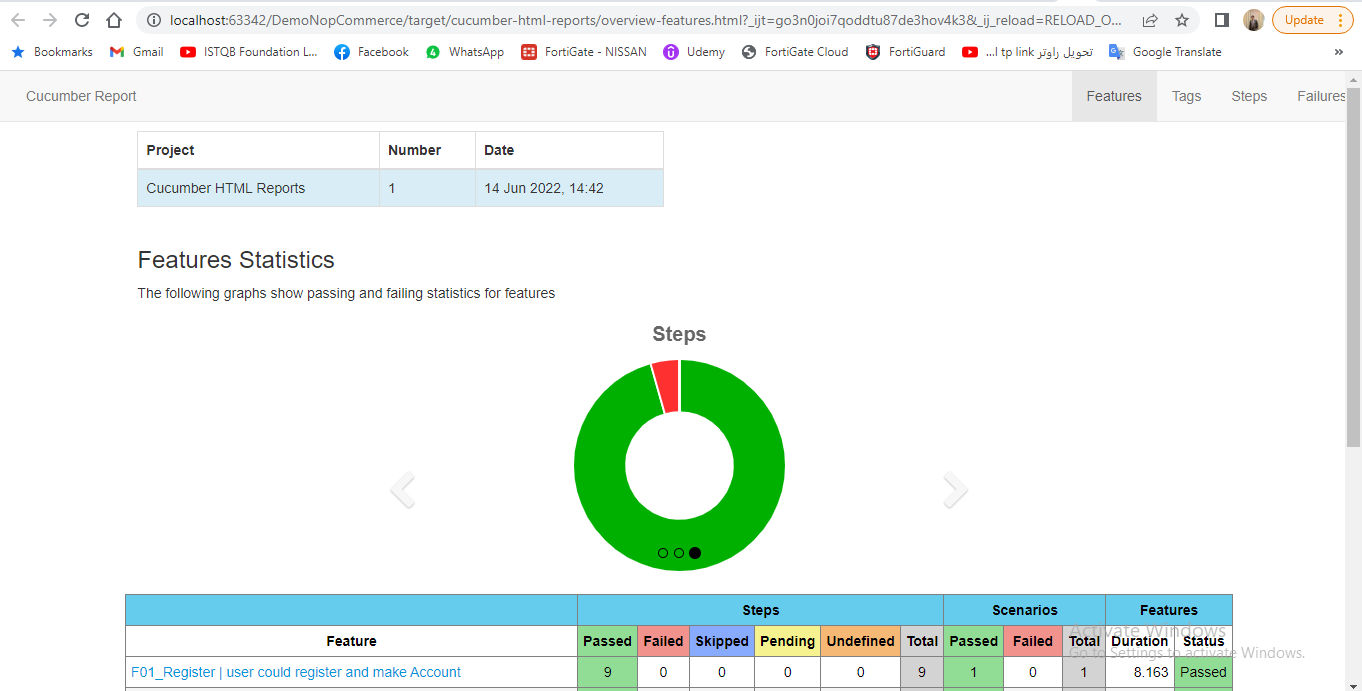 localhost:63342/DemoNopCommerce/target/cucumber-html-reports/overview-features.html?_ijt=go3n0joi7qoddtu87de3hov4k3&_ij_reload=RELOAD_O... Update
Bookmarks Gmail ISTQB Foundation L... Facebook WhatsApp FortiGate - NISSAN Udemy FortiGate Cloud FortiGuard تحويل راوتر tp link ا... Google Translate »
Cucumber Report Features Tags Steps Failures
Project Number Date
Cucumber HTML Reports 1 14 Jun 2022, 14:42
Features Statistics
The following graphs show passing and failing statistics for features
Steps
Steps Scenarios Features
Activate Windows
Feature Passed Failed Skipped Pending Undefined Total Passed Failed Total Duration Status
Go to Settings to activate Windows.
F01_Register | user could register and make Account 9 0 0 0 0 9 1 0 1 8.163 Passed